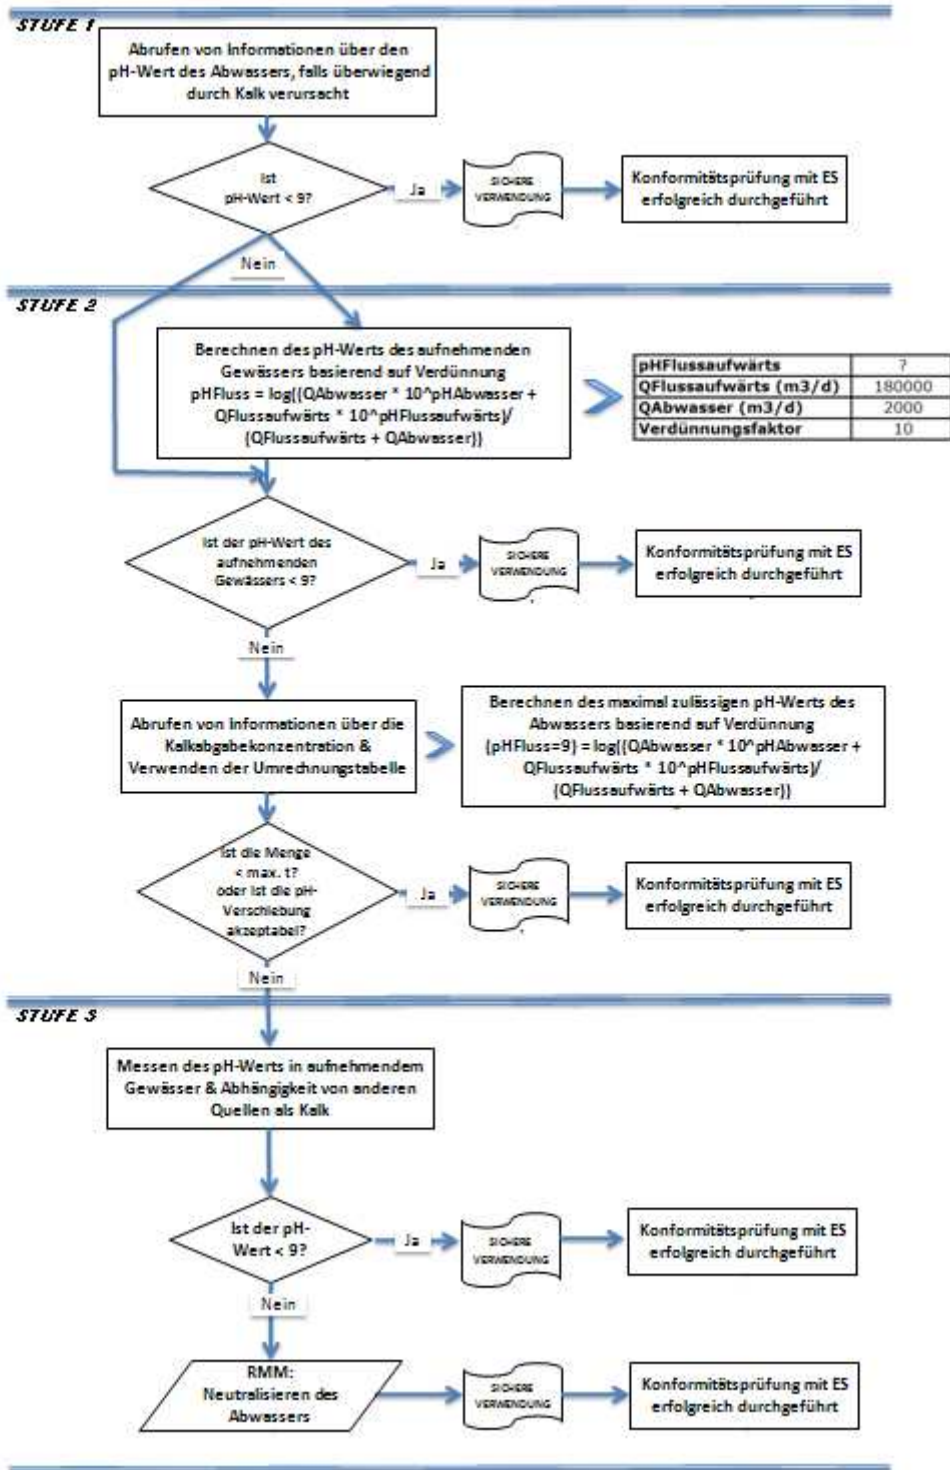 STUFE 1
Abrufen von Informationen über den
pH-Wert des Abwassers, falls überwiegend
durch Kalk verursacht
Ist
pH-Wert < 9?
Ja
SICHERE
VERWENDUNG
Konformitätsprüfung mit ES
erfolgreich durchgeführt
Nein
STUFE 2
Berechnen des pH-Werts des aufnehmenden
Gewässers basierend auf Verdünnung
pHFluss = log((QAbwasser * 10^pHAbwasser +
QFlussaufwärts * 10^pHFlussaufwärts)/
(QFlussaufwärts + QAbwasser))
pHFlussaufwärts ?
QFlussaufwärts (m3/d) 180000
QAbwasser (m3/d) 2000
Verdünnungsfaktor 10
Ist der pH-Wert des
aufnehmenden
Gewässers < 9?
Ja
SICHERE
VERWENDUNG
Konformitätsprüfung mit ES
erfolgreich durchgeführt
Nein
Abrufen von Informationen über die
Kalkabgabekonzentration &
Verwenden der Umrechnungstabelle
Berechnen des maximal zulässigen pH-Werts des
Abwassers basierend auf Verdünnung
(pHFluss=9) = log((QAbwasser * 10^pHAbwasser +
QFlussaufwärts * 10^pHFlussaufwärts)/
(QFlussaufwärts + QAbwasser))
Ist die Menge
< max. t?
oder ist die pH-
Verschiebung
akzeptabel?
Ja
SICHERE
VERWENDUNG
Konformitätsprüfung mit ES
erfolgreich durchgeführt
Nein
STUFE 3
Messen des pH-Werts in aufnehmendem
Gewässer & Abhängigkeit von anderen
Quellen als Kalk
Ist der pH-
Wert < 9?
Ja
SICHERE
VERWENDUNG
Konformitätsprüfung mit ES
erfolgreich durchgeführt
Nein
RMM:
Neutralisieren des
Abwassers
SICHERE
VERWENDUNG
Konformitätsprüfung mit ES
erfolgreich durchgeführt